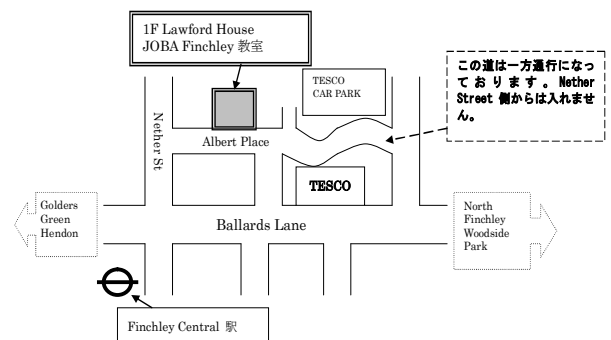 1F Lawford House
JOBA Finchley 教室
この道は一方通行になっ
ております。Nether
Street 側からは入れませ
ん。
TESCO
CAR PARK
Nether St
Albert Place
TESCO
Golders
Green
Hendon
Ballards Lane
North
Finchley
Woodside
Park
Finchley Central 駅